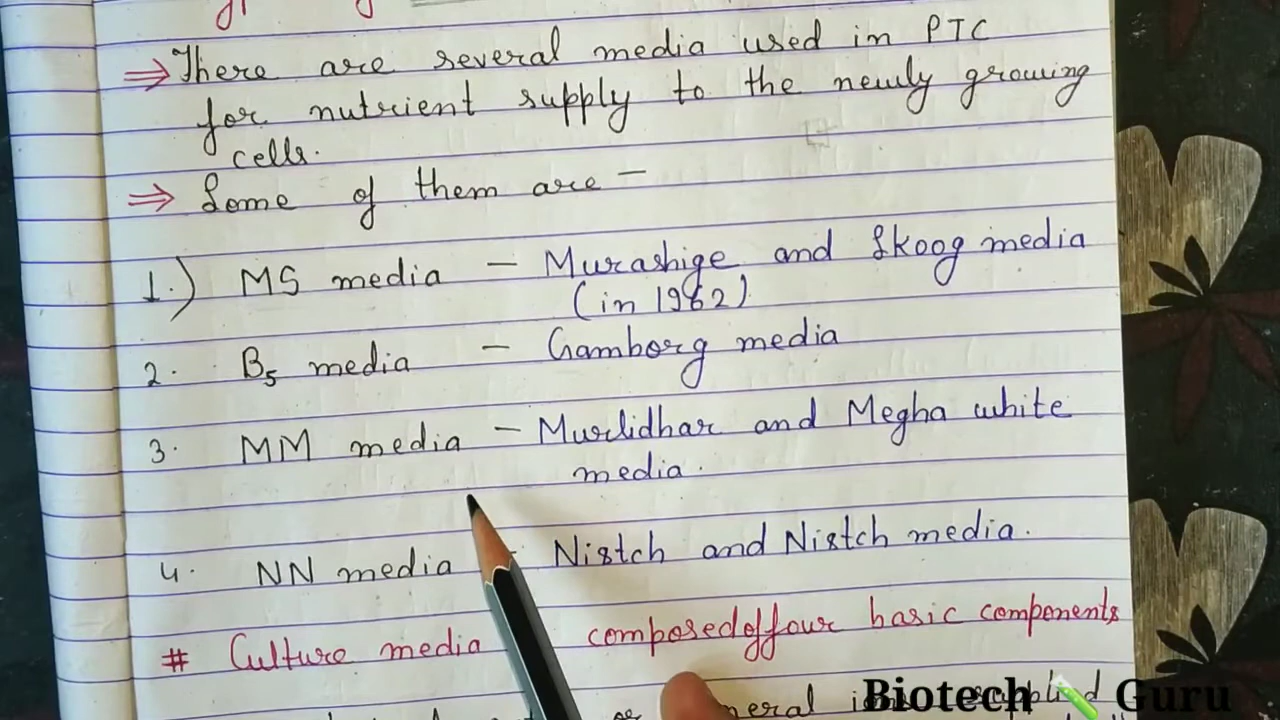 ⇒ There are several media used in PTC
for nutrient supply to the newly growing
cells.
⇒ Some of them are –
1.) MS media – Murashige and Skoog media
(in 1962)
2. B5 media – Gamborg media
3. MM media – Murlidhar and Megha white
media.
4. NN media - Nistch and Nistch media.
# Culture media composed of four basic components
Biotech Guru